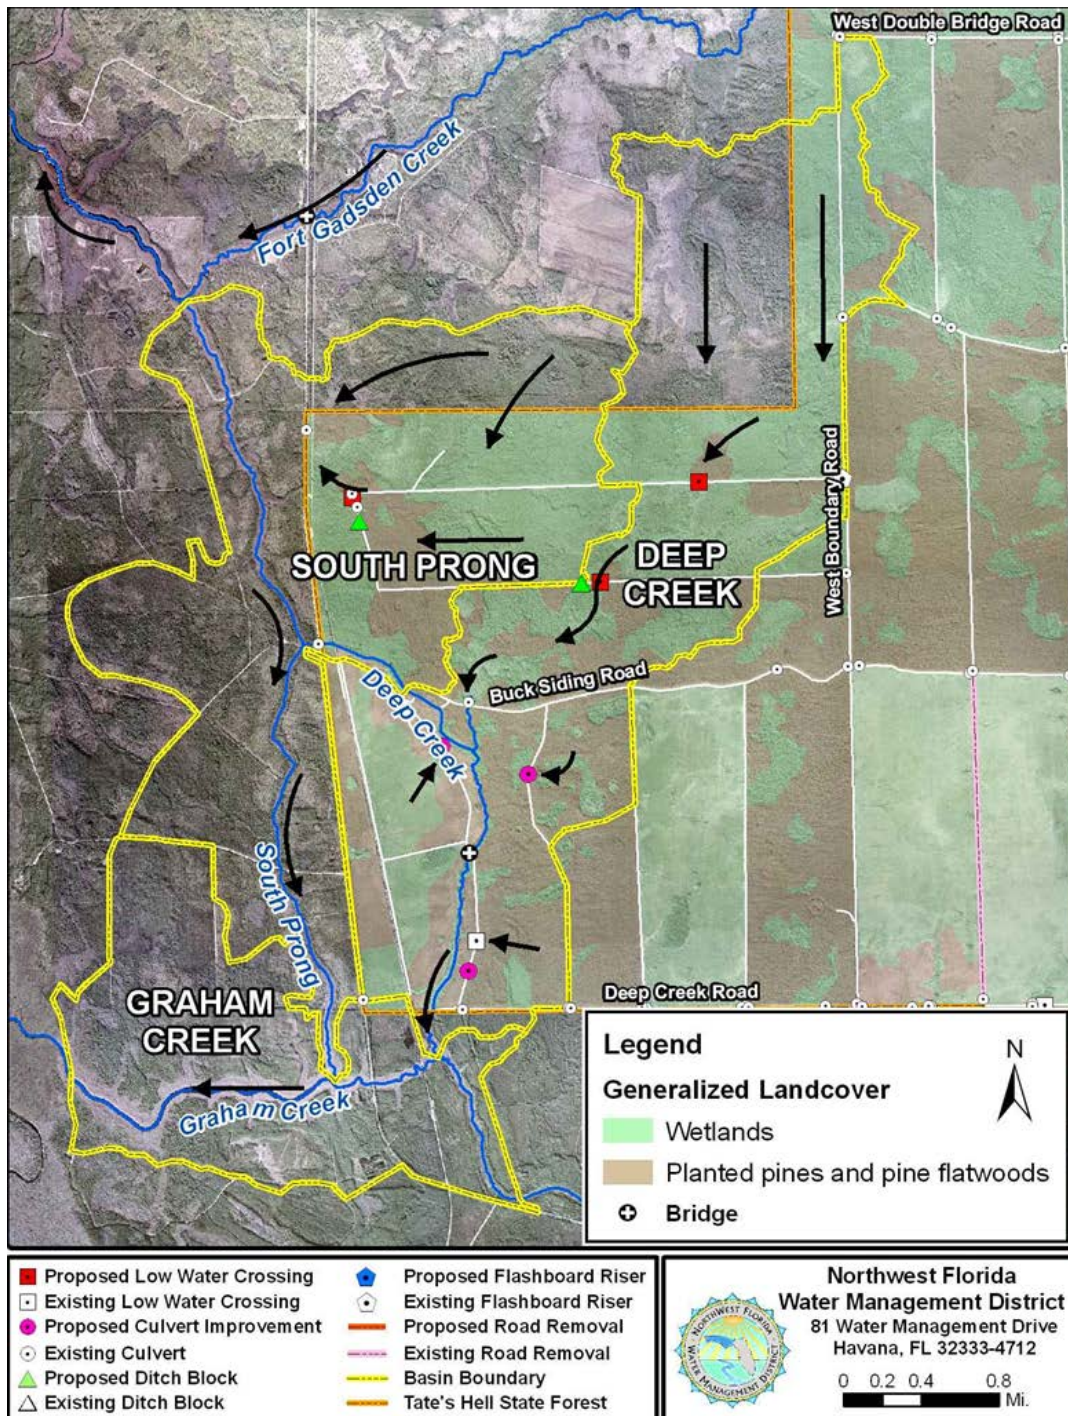 West Double Bridge Road
Fort Gadsden Creek
West Boundary Road
SOUTH PRONG
DEEP
CREEK
Buck Siding Road
Deep Creek
South Prong
GRAHAM
CREEK
Deep Creek Road
Graham Creek
Legend
N
Generalized Landcover
Wetlands
Planted pines and pine flatwoods
Bridge
Proposed Low Water Crossing
Existing Low Water Crossing
Proposed Culvert Improvement
Existing Culvert
Proposed Ditch Block
Existing Ditch Block
Proposed Flashboard Riser
Existing Flashboard Riser
Proposed Road Removal
Existing Road Removal
Basin Boundary
Tate's Hell State Forest
NORTHWEST FLORIDA
WATER MANAGEMENT DISTRICT
Northwest Florida
Water Management District
81 Water Management Drive
Havana, FL 32333-4712
0 0.2 0.4 0.8
Mi.